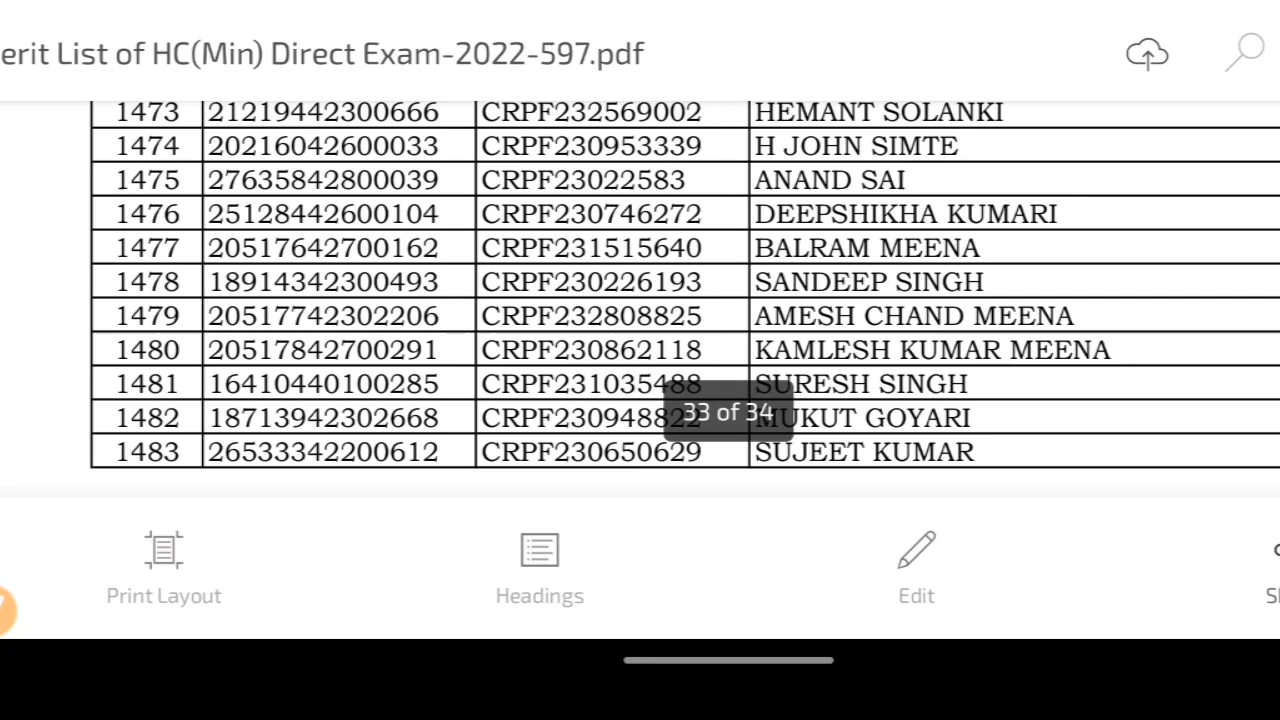 erit List of HC(Min) Direct Exam-2022-597.pdf
1473 21219442300666 CRPF232569002 HEMANT SOLANKI
1474 20216042600033 CRPF230953339 H JOHN SIMTE
1475 27635842800039 CRPF23022583 ANAND SAI
1476 25128442600104 CRPF230746272 DEEPSHIKHA KUMARI
1477 20517642700162 CRPF231515640 BALRAM MEENA
1478 18914342300493 CRPF230226193 SANDEEP SINGH
1479 20517742302206 CRPF232808825 AMESH CHAND MEENA
1480 20517842700291 CRPF230862118 KAMLESH KUMAR MEENA
1481 16410440100285 CRPF231035488 SURESH SINGH
33 of 34
1482 18713942302668 CRPF230948822 MUKUT GOYARI
1483 26533342200612 CRPF230650629 SUJEET KUMAR
Print Layout Headings Edit